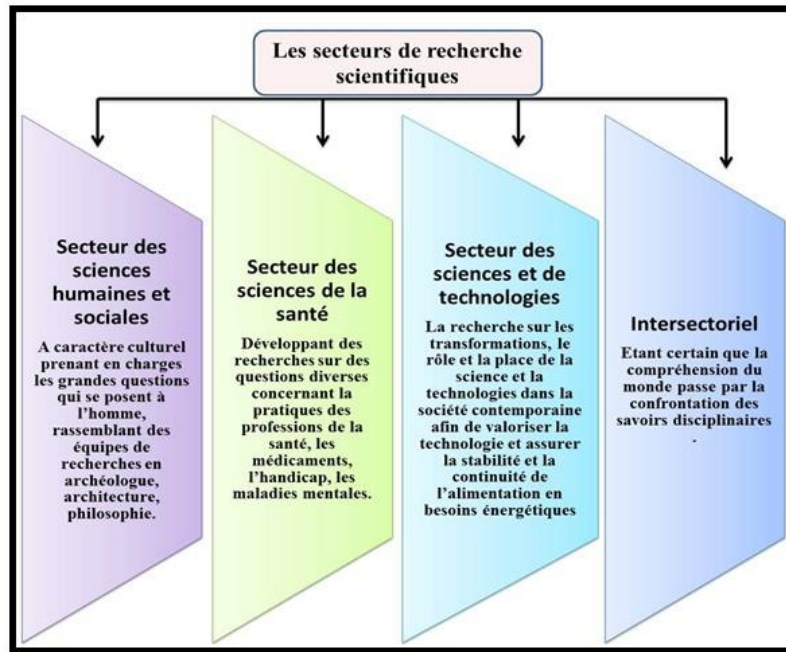 Les secteurs de recherche
scientifiques
Secteur des
sciences
humaines et
sociales
A caractère culturel
prenant en charges
les grandes questions
qui se posent à
l'homme,
rassemblant des
équipes de
recherches en
archéologue,
architecture,
philosophie.
Secteur des
sciences de la
santé
Développant des
recherches sur des
questions diverses
concernant la
pratiques des
professions de la
santé, les
médicaments,
l'handicap, les
maladies mentales.
Secteur des
sciences et de
technologies
La recherche sur les
transformations, le
rôle et la place de la
science et la
technologies dans la
société contemporaine
afin de valoriser la
technologie et assurer
la stabilité et la
continuité de
l'alimentation en
besoins énergétiques
Intersectoriel
Etant certain que la
compréhension du
monde passe par la
confrontation des
savoirs disciplinaires
.